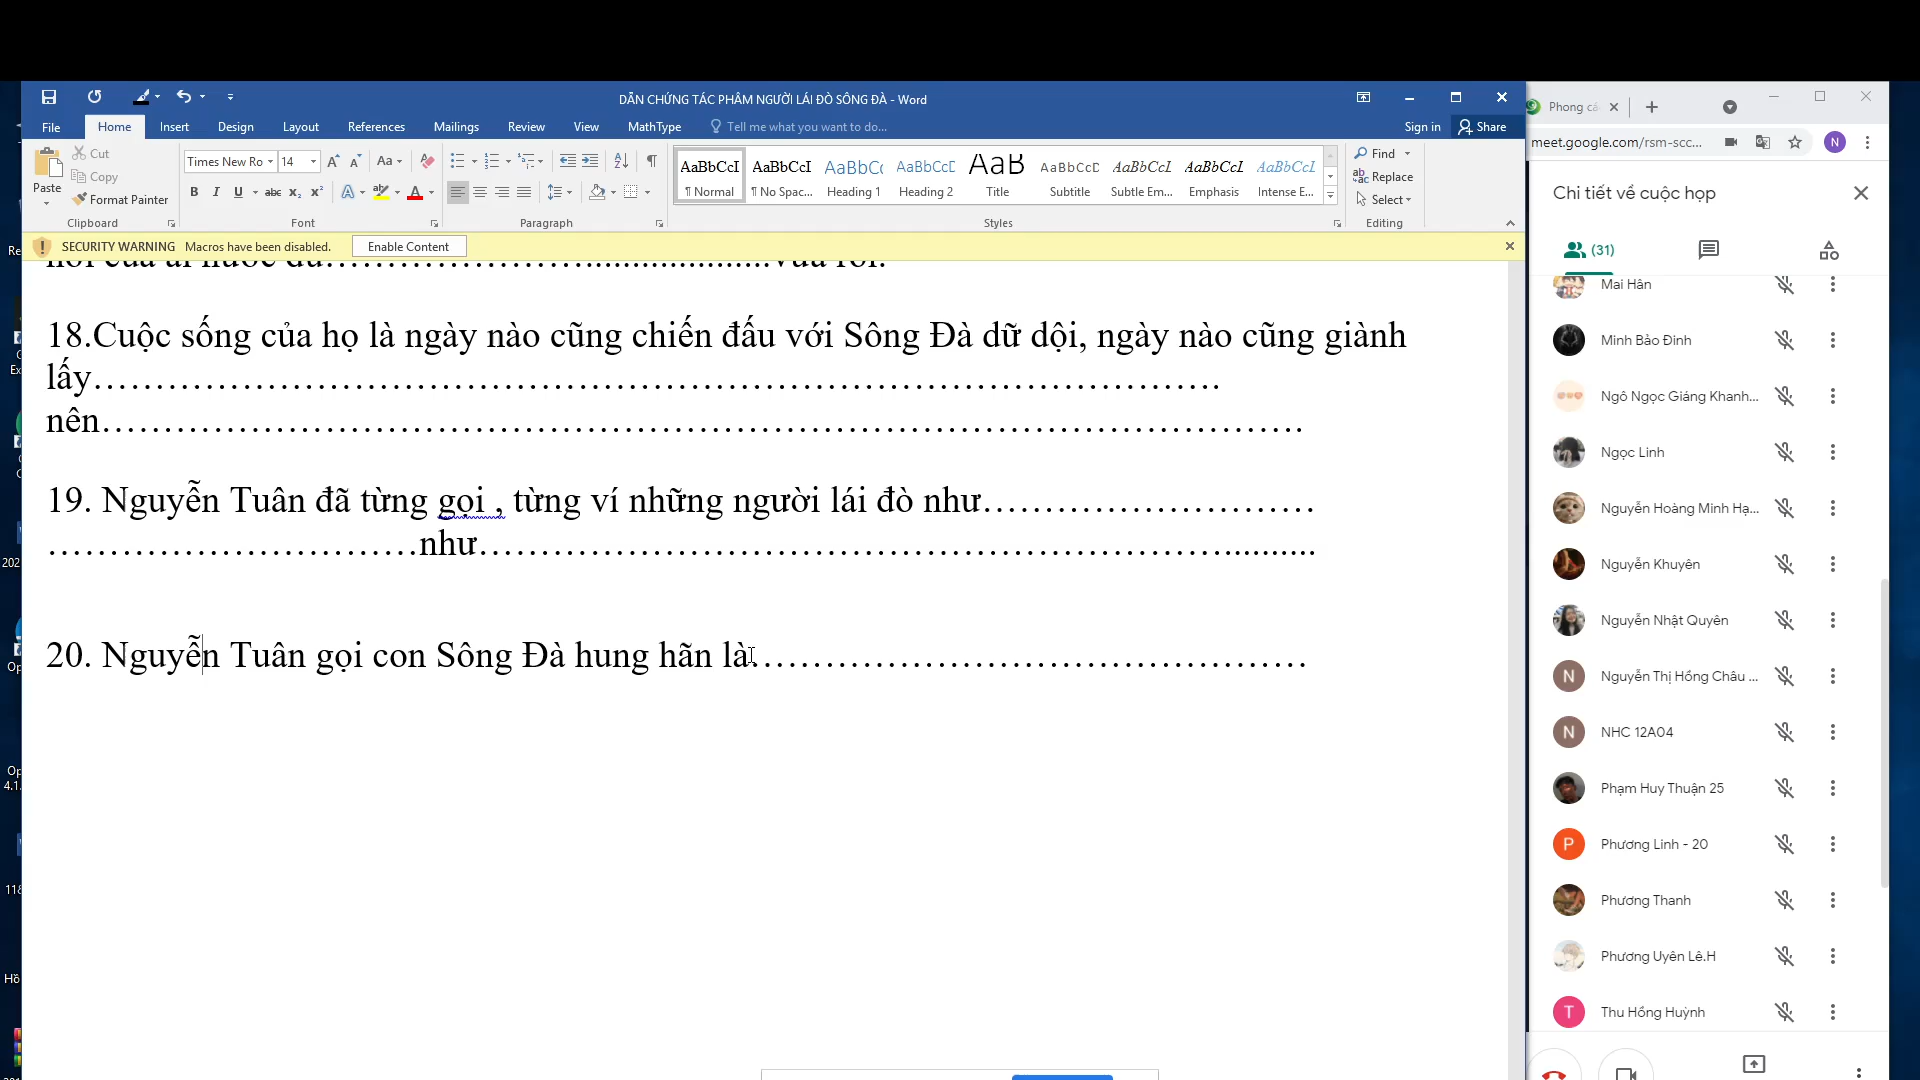 DẪN CHỨNG TÁC PHẨM NGƯỜI LÁI ĐÒ SÔNG ĐÀ - Word
File Home Insert Design Layout References Mailings Review View MathType Tell me what you want to do... Sign in Share
Paste Cut Copy Format Painter
Times New Ro 14
AaBbCcI AaBbCcI AaBbCc AaBbCcD AaB AaBbCcD AaBbCcI AaBbCcI AaBbCcI
¶ Normal ¶ No Spac... Heading 1 Heading 2 Title Subtitle Subtle Em... Emphasis Intense E...
Find Replace Select
Clipboard Font Paragraph Styles Editing
SECURITY WARNING Macros have been disabled. Enable Content
18.Cuộc sống của họ là ngày nào cũng chiến đấu với Sông Đà dữ dội, ngày nào cũng giành
lấy…………………………………………………………………………………….
nên…………………………………………………………………………………………
19. Nguyễn Tuân đã từng gọi , từng ví những người lái đò như………………………
…………………………như……………………………………………………..........
20. Nguyễn Tuân gọi con Sông Đà hung hãn là………………………………………
Phong cá
meet.google.com/rsm-scc...
N
Chi tiết về cuộc họp
(31)
Mai Hân
Minh Bảo Đinh
Ngô Ngọc Giáng Khanh...
Ngọc Linh
Nguyễn Hoàng Minh Hạ...
Nguyễn Khuyên
Nguyễn Nhật Quyên
N Nguyễn Thị Hồng Châu ...
N NHC 12A04
Phạm Huy Thuận 25
P Phương Linh - 20
Phương Thanh
Phương Uyên Lê.H
T Thu Hồng Huỳnh